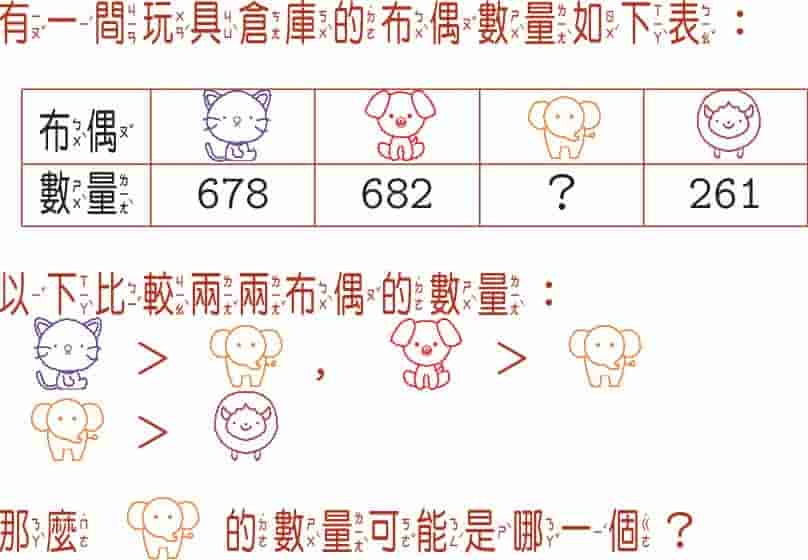 有一間玩具倉庫的布偶數量如下表：
布偶
數量 678 682 ? 261
以下比較兩兩布偶的數量：
> , >
>
那麼 的數量可能是哪一個？